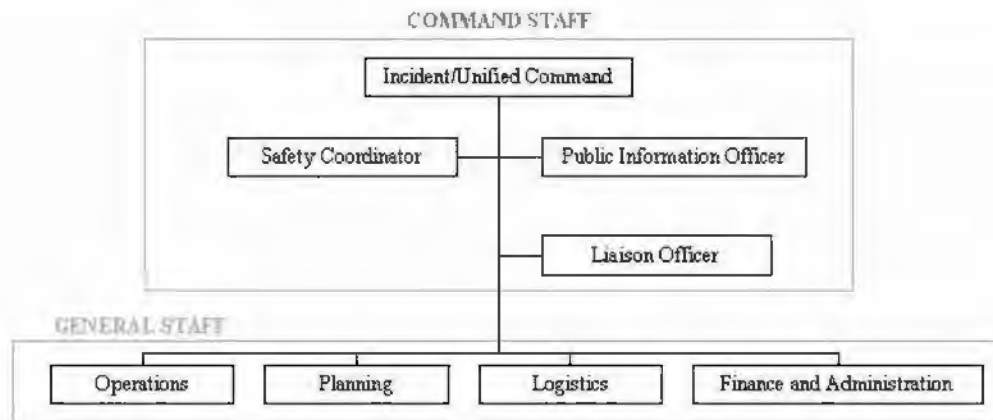 COMMAND STAFF
Incident/Unified Command
Safety Coordinator
Public Information Officer
Liaison Officer
GENERAL STAFF
Operations
Planning
Logistics
Finance and Administration